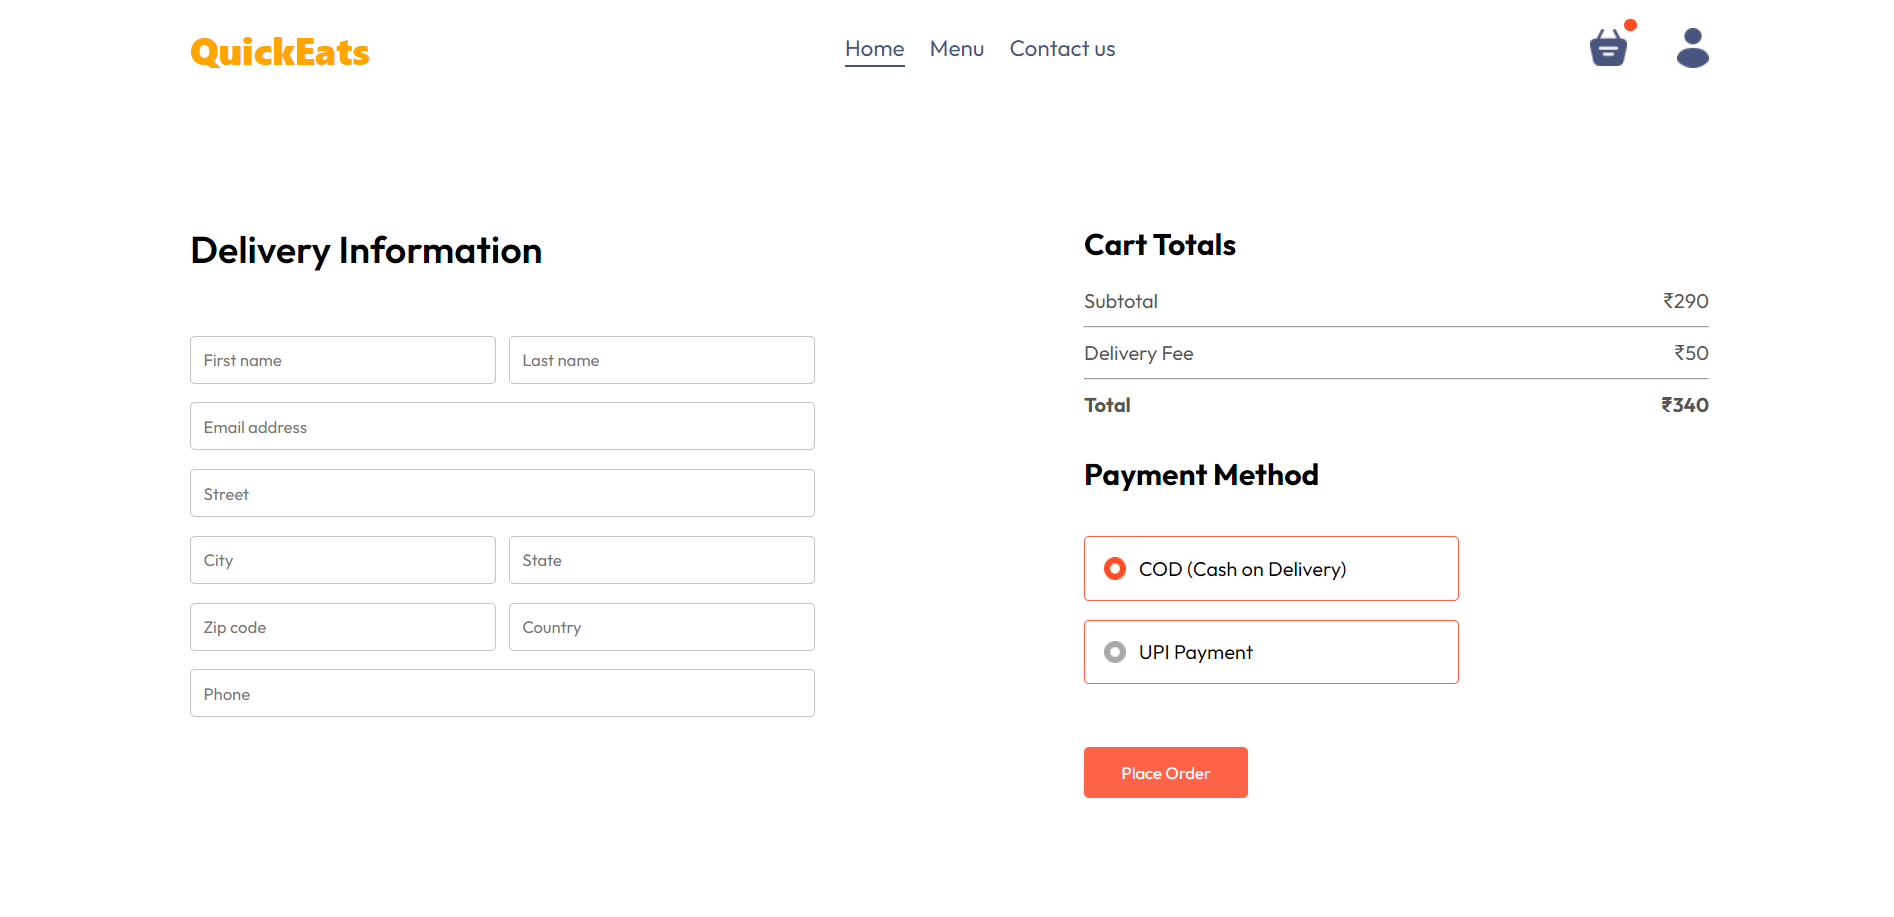 QuickEats
Home Menu Contact us
Delivery Information
First name Last name
Email address
Street
City State
Zip code Country
Phone
Cart Totals
Subtotal ₹290
Delivery Fee ₹50
Total ₹340
Payment Method
COD (Cash on Delivery)
UPI Payment
Place Order